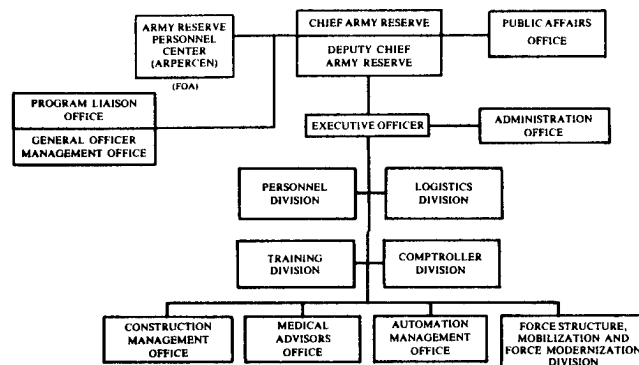 CHIEF ARMY RESERVE
DEPUTY CHIEF
ARMY RESERVE
ARMY RESERVE
PERSONNEL
CENTER
(ARPERCEN)
(FOA)
PUBLIC AFFAIRS
OFFICE
PROGRAM LIAISON
OFFICE
GENERAL OFFICER
MANAGEMENT OFFICE
EXECUTIVE OFFICER
ADMINISTRATION
OFFICE
PERSONNEL
DIVISION
LOGISTICS
DIVISION
TRAINING
DIVISION
COMPTROLLER
DIVISION
CONSTRUCTION
MANAGEMENT
OFFICE
MEDICAL
ADVISORS
OFFICE
AUTOMATION
MANAGEMENT
OFFICE
FORCE STRUCTURE,
MOBILIZATION AND
FORCE MODERNIZATION
DIVISION